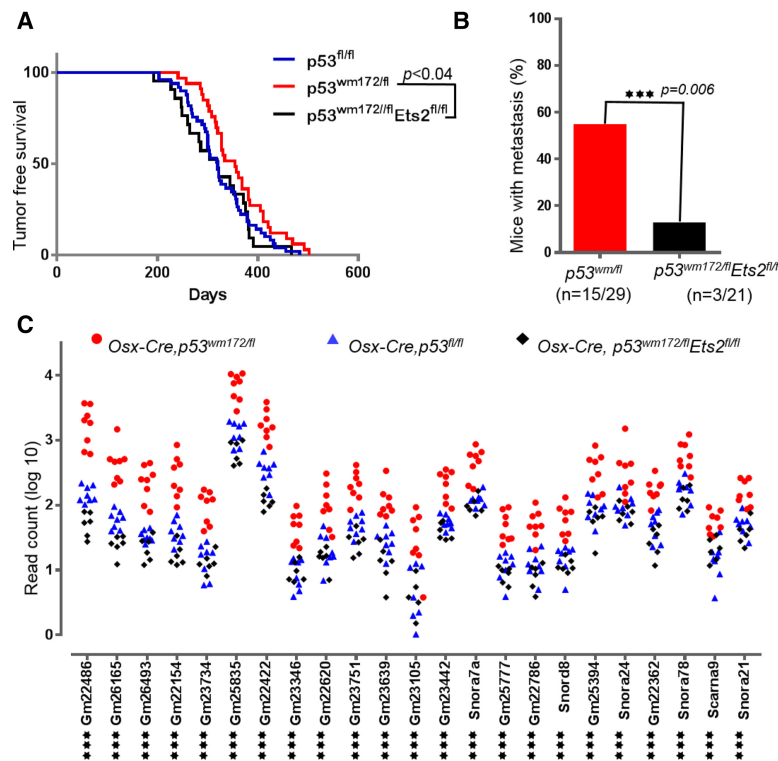 A
p53fl/fl
p53wm172/fl
p53wm172//flEts2fl/fl
p<0.04
Tumor free survival
100
50
0
0 200 400 600
Days
B
Mice with metastasis (%)
100
80
60
40
20
0
*** p=0.006
p53wm/fl p53wm172/flEts2fl/fl
(n=15/29) (n=3/21)
C
Osx-Cre,p53wm172/fl Osx-Cre,p53fl/fl Osx-Cre, p53wm172/flEts2fl/fl
Read count (log 10)
4
3
2
1
0
*** Gm22486
*** Gm26165
*** Gm26493
*** Gm22154
*** Gm23734
*** Gm25835
*** Gm22422
*** Gm23346
*** Gm22620
*** Gm23751
*** Gm23639
*** Gm23105
*** Gm23442
*** Snora7a
*** Gm25777
*** Gm22786
*** Snord8
*** Gm25394
*** Snora24
*** Gm22362
*** Snora78
*** Scarna9
*** Snora21